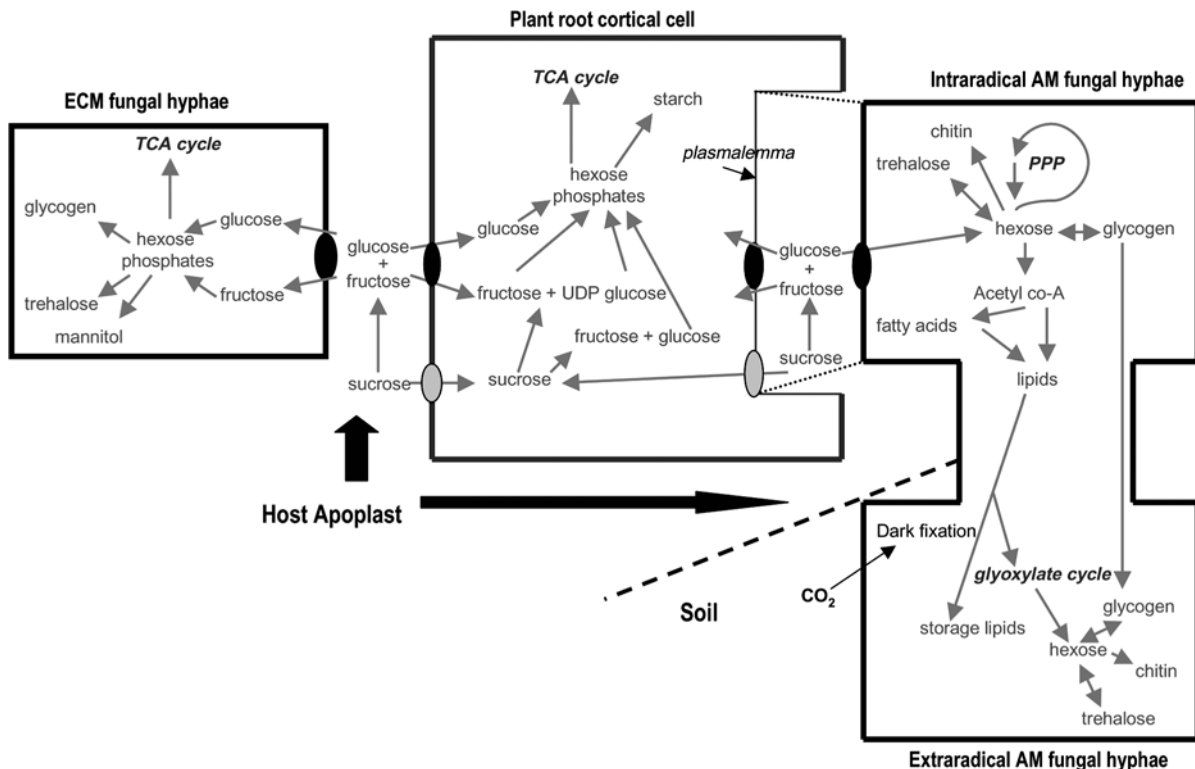 Plant root cortical cell
ECM fungal hyphae
TCA cycle
glycogen
glucose
hexose
phosphates
trehalose
fructose
mannitol
glucose
+
fructose
sucrose
TCA cycle
starch
plasmalemma
hexose
phosphates
glucose
fructose + UDP glucose
fructose + glucose
sucrose
glucose
+
fructose
sucrose
Intraradical AM fungal hyphae
chitin
trehalose
PPP
hexose
glycogen
Acetyl co-A
fatty acids
lipids
Host Apoplast
Soil
Dark fixation
CO₂
glyoxylate cycle
storage lipids
glycogen
hexose
chitin
trehalose
Extraradical AM fungal hyphae